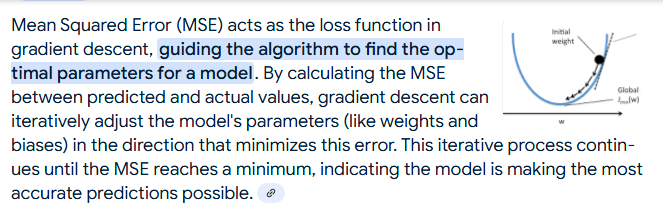 Mean Squared Error (MSE) acts as the loss function in
gradient descent, guiding the algorithm to find the op-
timal parameters for a model. By calculating the MSE
between predicted and actual values, gradient descent can
iteratively adjust the model's parameters (like weights and
biases) in the direction that minimizes this error. This iterative process contin-
ues until the MSE reaches a minimum, indicating the model is making the most
accurate predictions possible.
Initial
weight
Global
J_min(w)
w